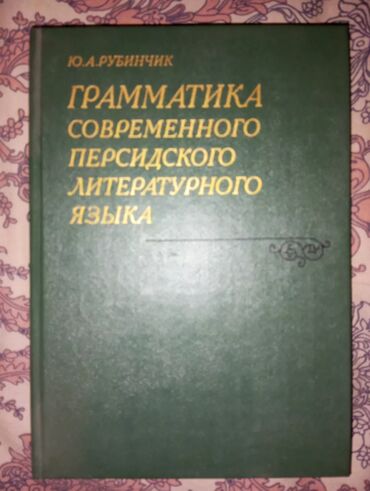 Ю.А.РУБИНЧИК
ГРАММАТИКА
СОВРЕМЕННОГО
ПЕРСИДСКОГО
ЛИТЕРАТУРНОГО
ЯЗЫКА